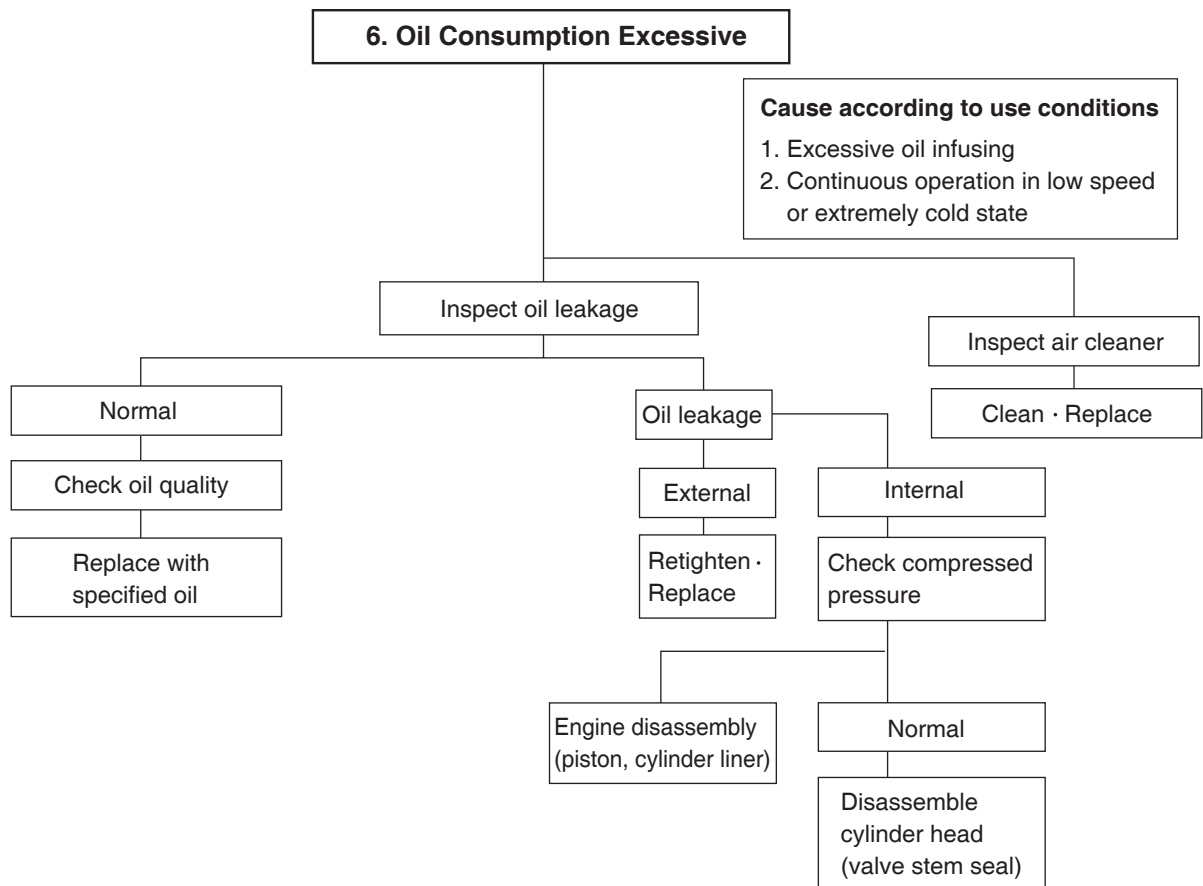 6. Oil Consumption Excessive
Cause according to use conditions
1. Excessive oil infusing
2. Continuous operation in low speed
or extremely cold state
Inspect oil leakage
Inspect air cleaner
Normal
Oil leakage
Clean · Replace
Check oil quality
External
Internal
Replace with
specified oil
Retighten ·
Replace
Check compressed
pressure
Engine disassembly
(piston, cylinder liner)
Normal
Disassemble
cylinder head
(valve stem seal)